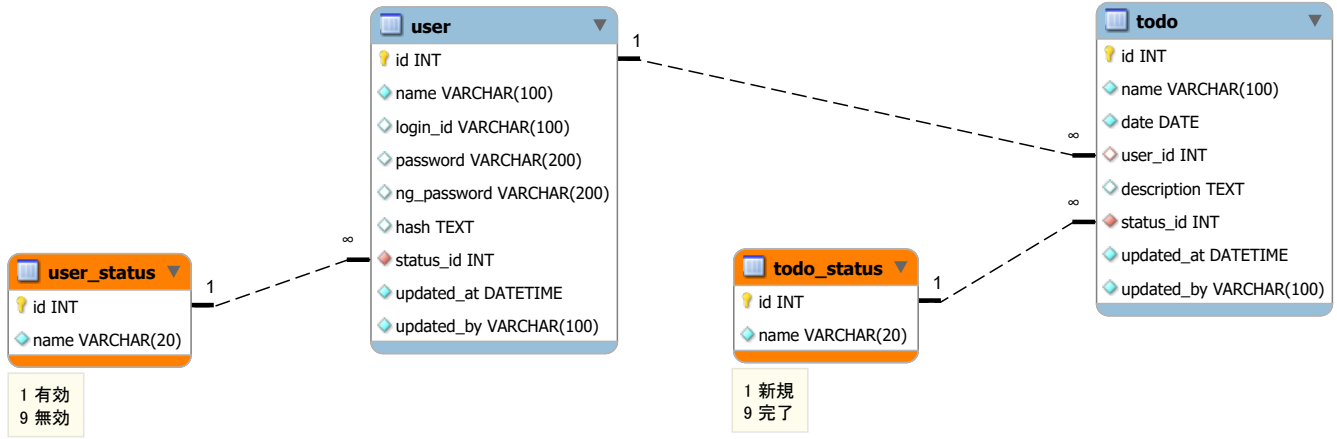 user
id INT
name VARCHAR(100)
login_id VARCHAR(100)
password VARCHAR(200)
ng_password VARCHAR(200)
hash TEXT
status_id INT
updated_at DATETIME
updated_by VARCHAR(100)
1
∞
todo
id INT
name VARCHAR(100)
date DATE
user_id INT
description TEXT
status_id INT
updated_at DATETIME
updated_by VARCHAR(100)
user_status
id INT
name VARCHAR(20)
1
∞
1 有効
9 無効
todo_status
id INT
name VARCHAR(20)
1
∞
1 新規
9 完了